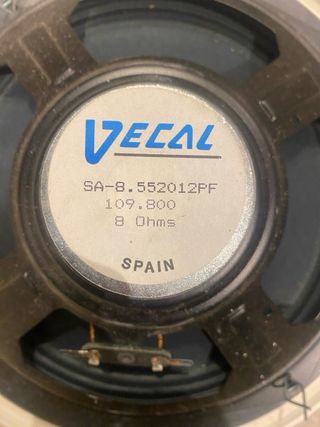 VECAL
SA-8.552012PF
109.800
8 Ohms
SPAIN